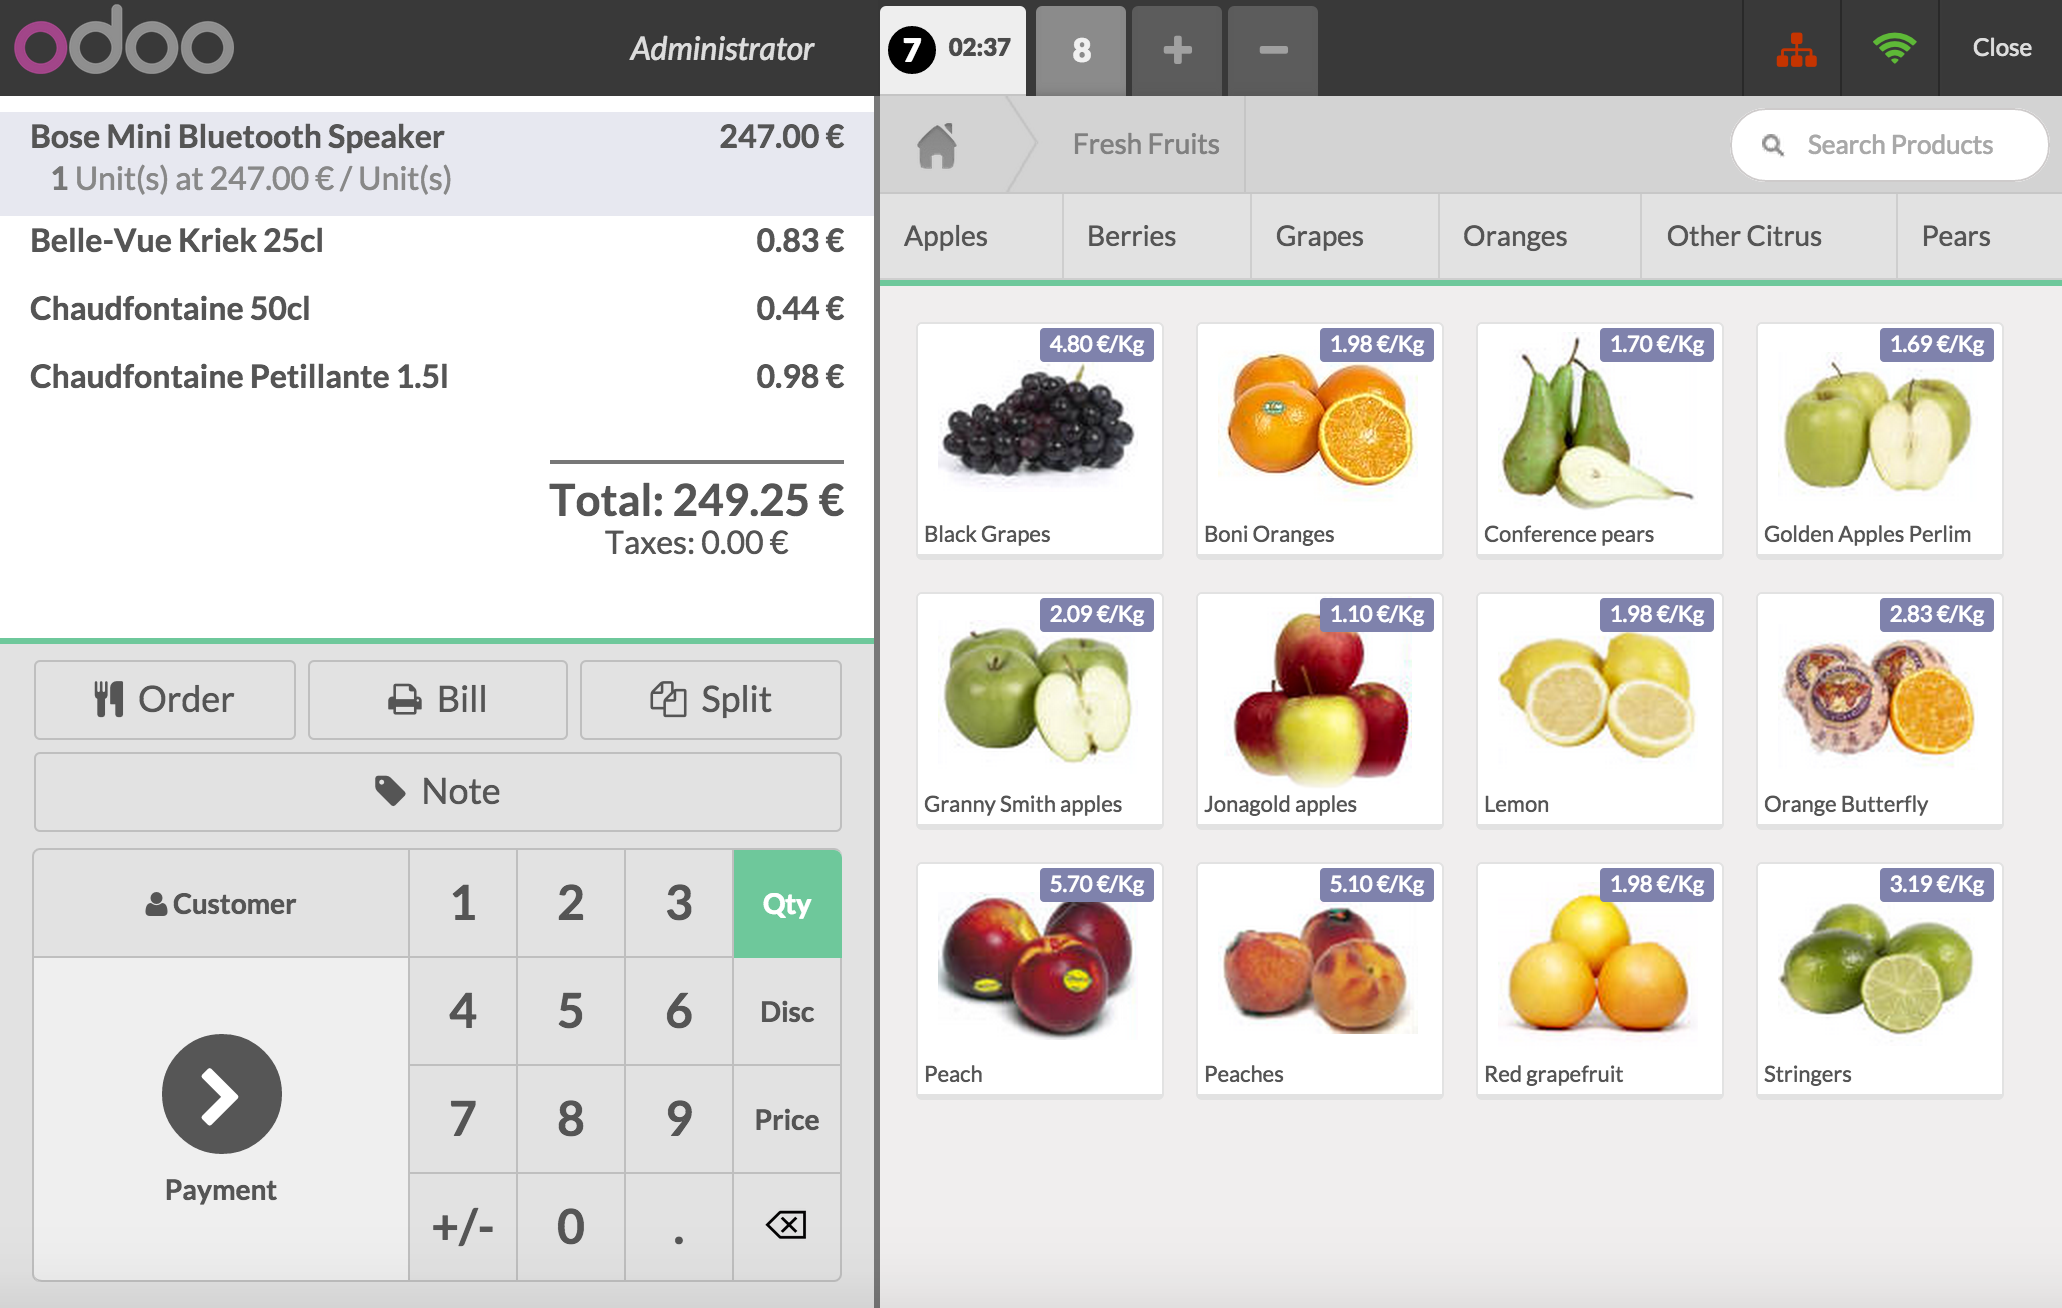 odoo
Administrator
7 02:37
8
+
−
Close
Bose Mini Bluetooth Speaker 247.00 €
1 Unit(s) at 247.00 € / Unit(s)
Belle-Vue Kriek 25cl 0.83 €
Chaudfontaine 50cl 0.44 €
Chaudfontaine Petillante 1.5l 0.98 €
Total: 249.25 €
Taxes: 0.00 €
Order
Bill
Split
Note
Customer
1 2 3 Qty
4 5 6 Disc
7 8 9 Price
+/- 0 .
Payment
Fresh Fruits
Search Products
Apples
Berries
Grapes
Oranges
Other Citrus
Pears
4.80 €/Kg
Black Grapes
1.98 €/Kg
Boni Oranges
1.70 €/Kg
Conference pears
1.69 €/Kg
Golden Apples Perlim
2.09 €/Kg
Granny Smith apples
1.10 €/Kg
Jonagold apples
1.98 €/Kg
Lemon
2.83 €/Kg
Orange Butterfly
5.70 €/Kg
Peach
5.10 €/Kg
Peaches
1.98 €/Kg
Red grapefruit
3.19 €/Kg
Stringers